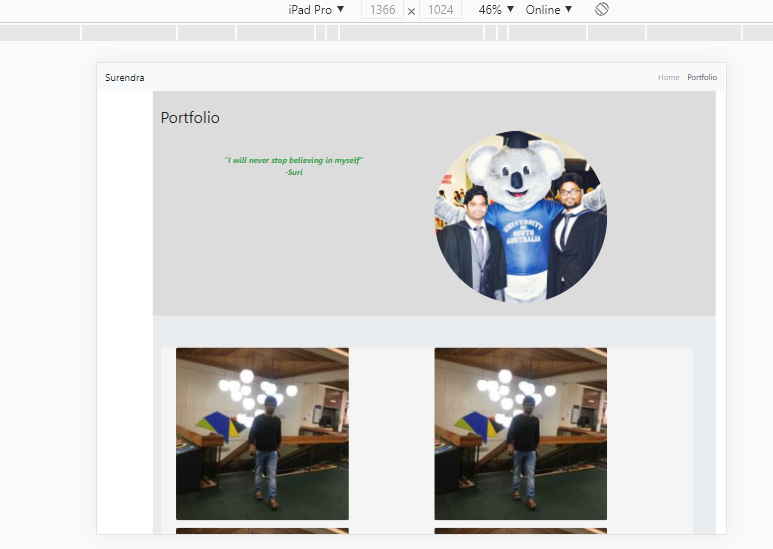 iPad Pro ▼ 1366 × 1024 46% ▼ Online ▼
Surendra Home Portfolio
Portfolio
"I will never stop believing in myself"
-Suri
UNIVERSITY
OF
SOUTH
AUSTRALIA